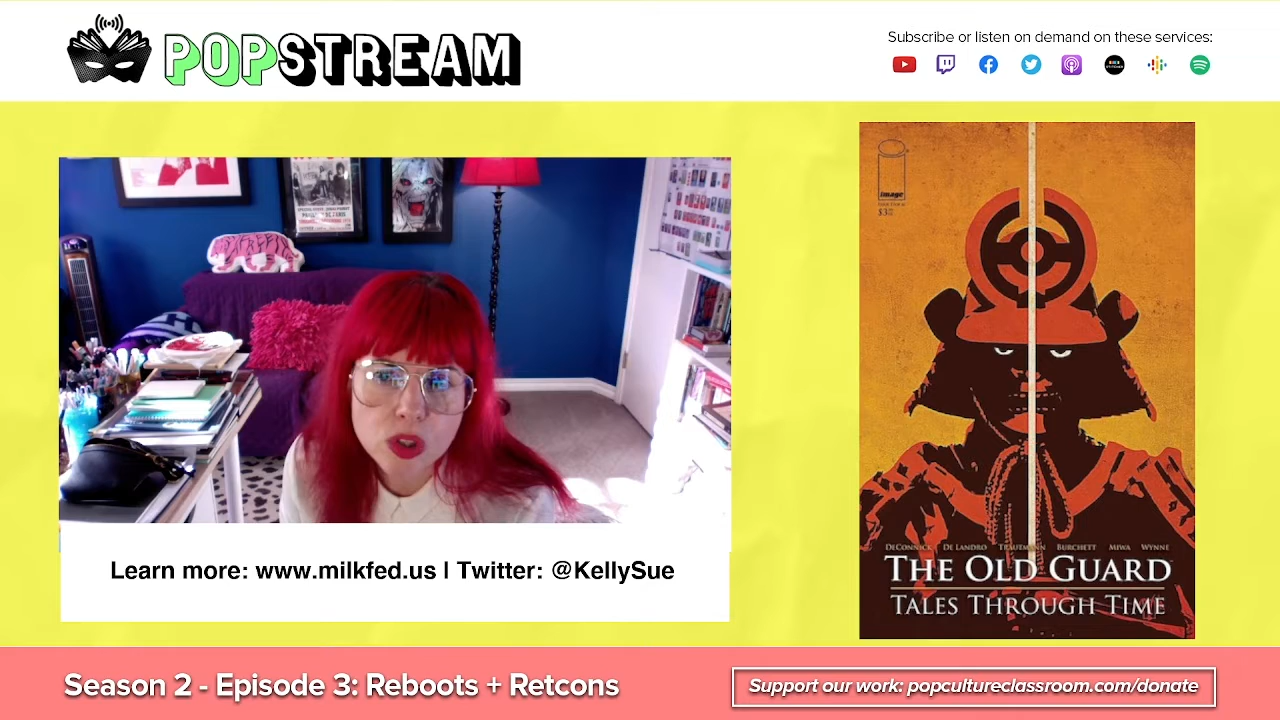 POPSTREAM
Subscribe or listen on demand on these services:
image
$3
DECONNICK DE LANDRO TRAUTMANN BURCHETT MIWA WYNNE
THE OLD GUARD
TALES THROUGH TIME
Learn more: www.milkfed.us | Twitter: @KellySue
Season 2 - Episode 3: Reboots + Retcons
Support our work: popcultureclassroom.com/donate